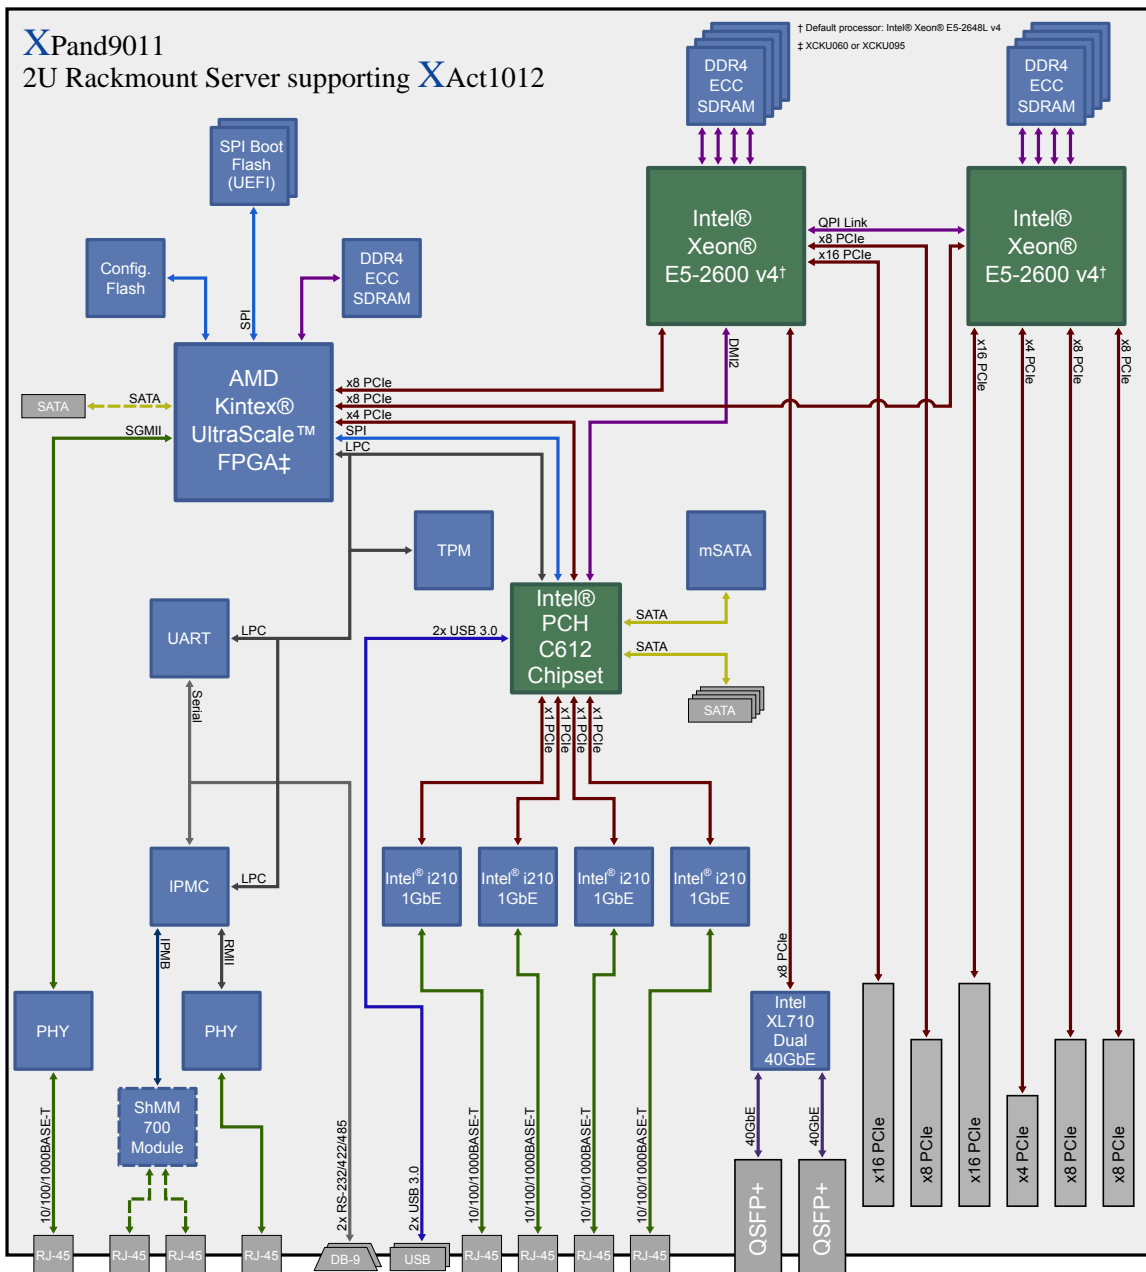 XPand9011
2U Rackmount Server supporting XAct1012
† Default processor: Intel® Xeon® E5-2648L v4
‡ XCKU060 or XCKU095
DDR4
ECC
SDRAM
DDR4
ECC
SDRAM
SPI Boot
Flash
(UEFI)
Intel®
Xeon®
E5-2600 v4†
QPI Link
x8 PCIe
x16 PCIe
Intel®
Xeon®
E5-2600 v4†
Config.
Flash
SPI
DDR4
ECC
SDRAM
AMD
Kintex®
UltraScale™
FPGA‡
SATA
SATA
SGMII
x8 PCIe
x8 PCIe
x4 PCIe
SPI
LPC
DMI2
x16 PCIe
x4 PCIe
x8 PCIe
x8 PCIe
TPM
mSATA
Intel®
PCH
C612
Chipset
SATA
SATA
SATA
2x USB 3.0
UART
LPC
Serial
x1 PCIe
x1 PCIe
x1 PCIe
x1 PCIe
IPMC
LPC
Intel® i210
1GbE
Intel® i210
1GbE
Intel® i210
1GbE
Intel® i210
1GbE
IPMB
RMII
x8 PCIe
PHY
PHY
Intel
XL710
Dual
40GbE
ShMM
700
Module
10/100/1000BASE-T
2x RS-232/422/485
2x USB 3.0
10/100/1000BASE-T
10/100/1000BASE-T
10/100/1000BASE-T
10/100/1000BASE-T
40GbE
40GbE
x16 PCIe
x8 PCIe
x16 PCIe
x4 PCIe
x8 PCIe
x8 PCIe
RJ-45
RJ-45
RJ-45
RJ-45
DB-9
USB
RJ-45
RJ-45
RJ-45
RJ-45
QSFP+
QSFP+